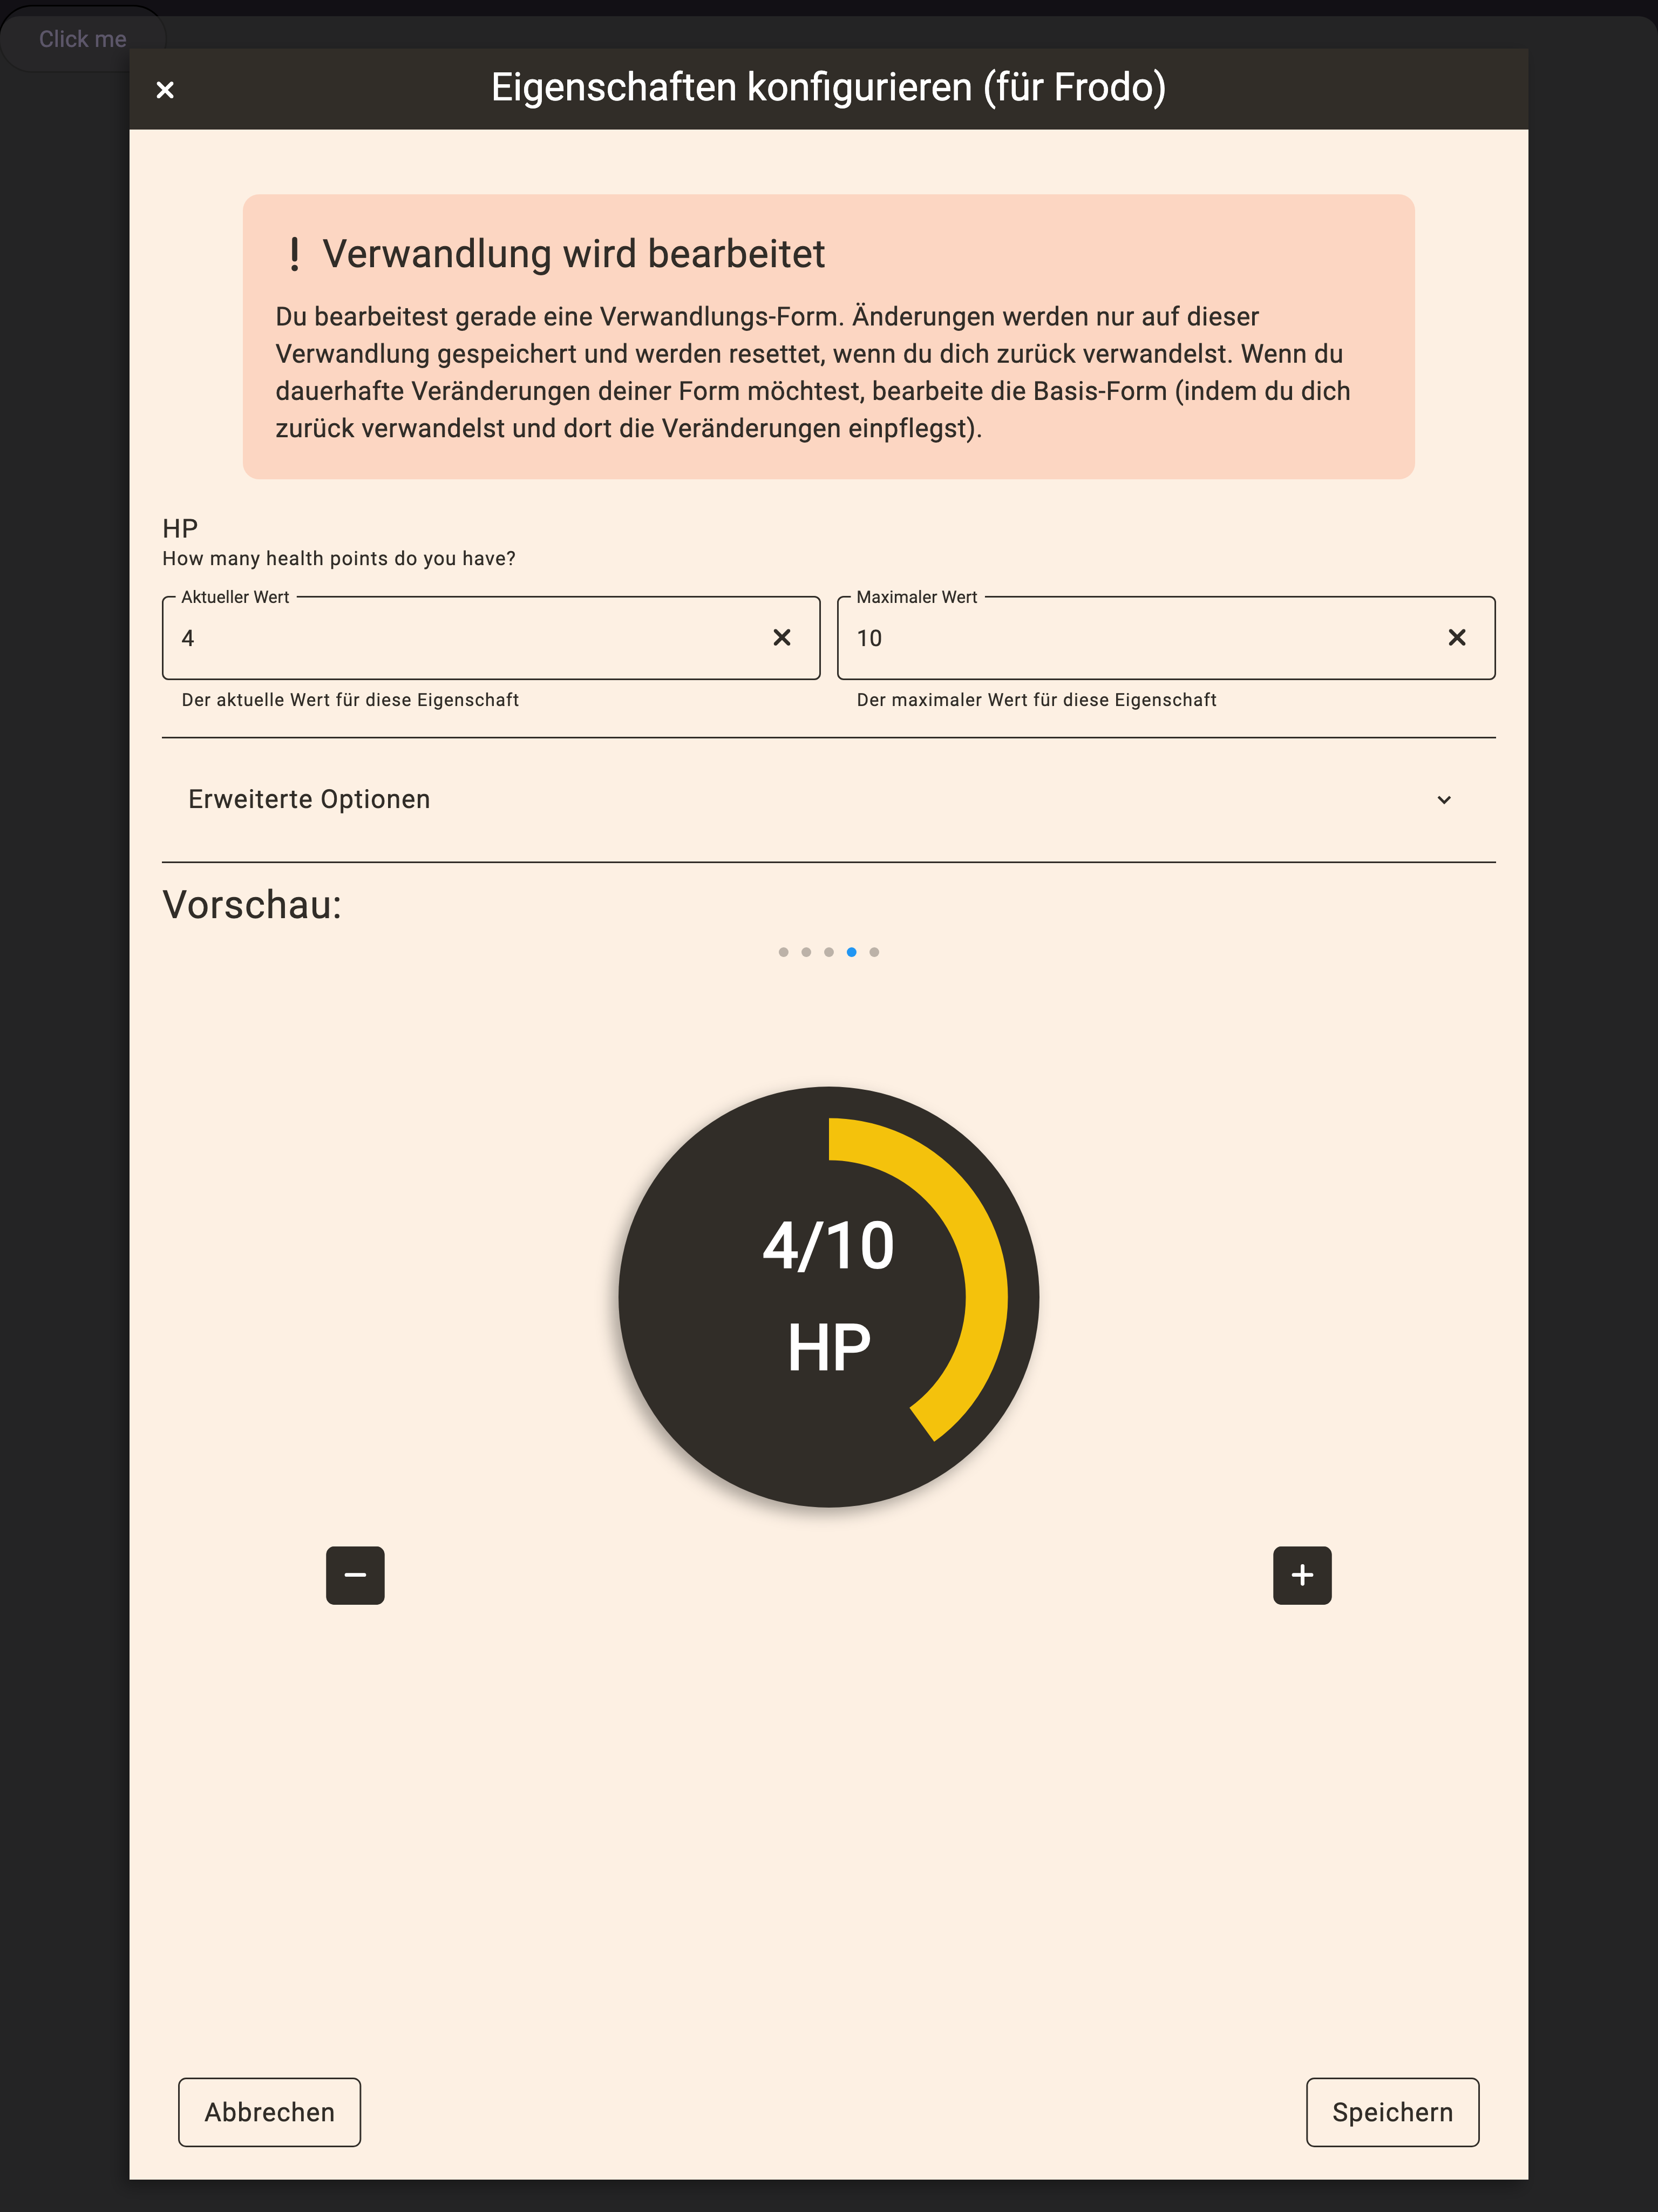 Click me
Eigenschaften konfigurieren (für Frodo)
! Verwandlung wird bearbeitet
Du bearbeitest gerade eine Verwandlungs-Form. Änderungen werden nur auf dieser
Verwandlung gespeichert und werden resettet, wenn du dich zurück verwandelst. Wenn du
dauerhafte Veränderungen deiner Form möchtest, bearbeite die Basis-Form (indem du dich
zurück verwandelst und dort die Veränderungen einpflegst).
HP
How many health points do you have?
Aktueller Wert
4
Der aktuelle Wert für diese Eigenschaft
Maximaler Wert
10
Der maximaler Wert für diese Eigenschaft
Erweiterte Optionen
Vorschau:
4/10
HP
Abbrechen
Speichern